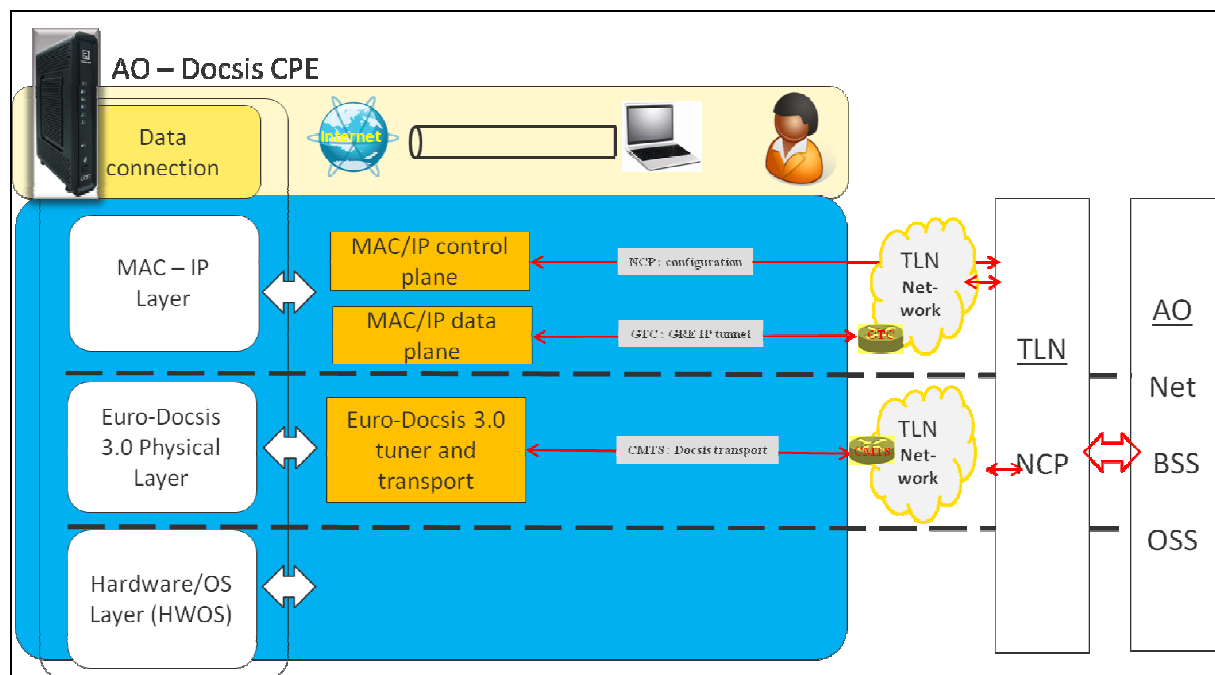 AO – Docsis CPE
Data
connection
Internet
MAC – IP
Layer
MAC/IP control
plane
NCP : configuration
TLN
Net-
work
MAC/IP data
plane
GTC : GRE IP tunnel
GTC
Euro-Docsis
3.0 Physical
Layer
Euro-Docsis 3.0
tuner and
transport
CMTS : Docsis transport
CMTS
TLN
Net-
work
Hardware/OS
Layer (HWOS)
TLN
NCP
AO
Net
BSS
OSS